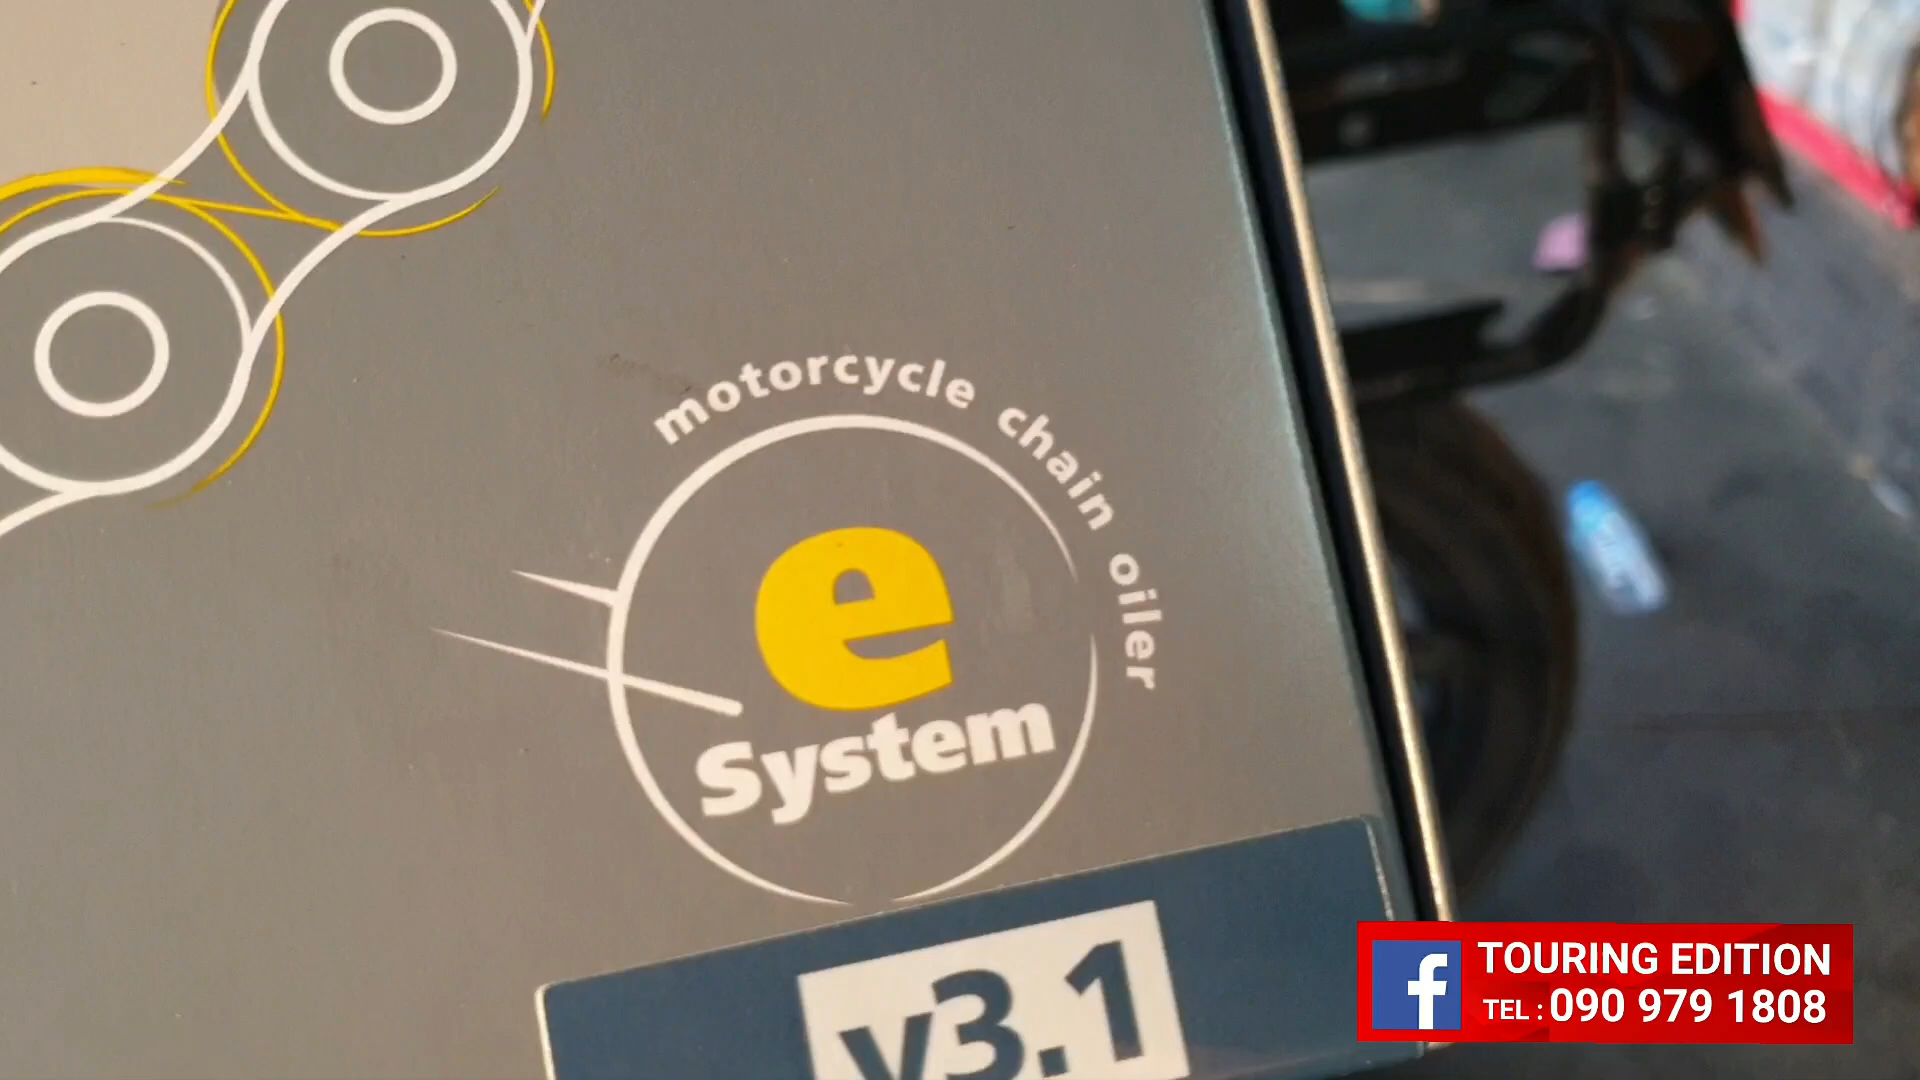 motorcycle chain oiler
e
System
v3.1
f TOURING EDITION
TEL : 090 979 1808